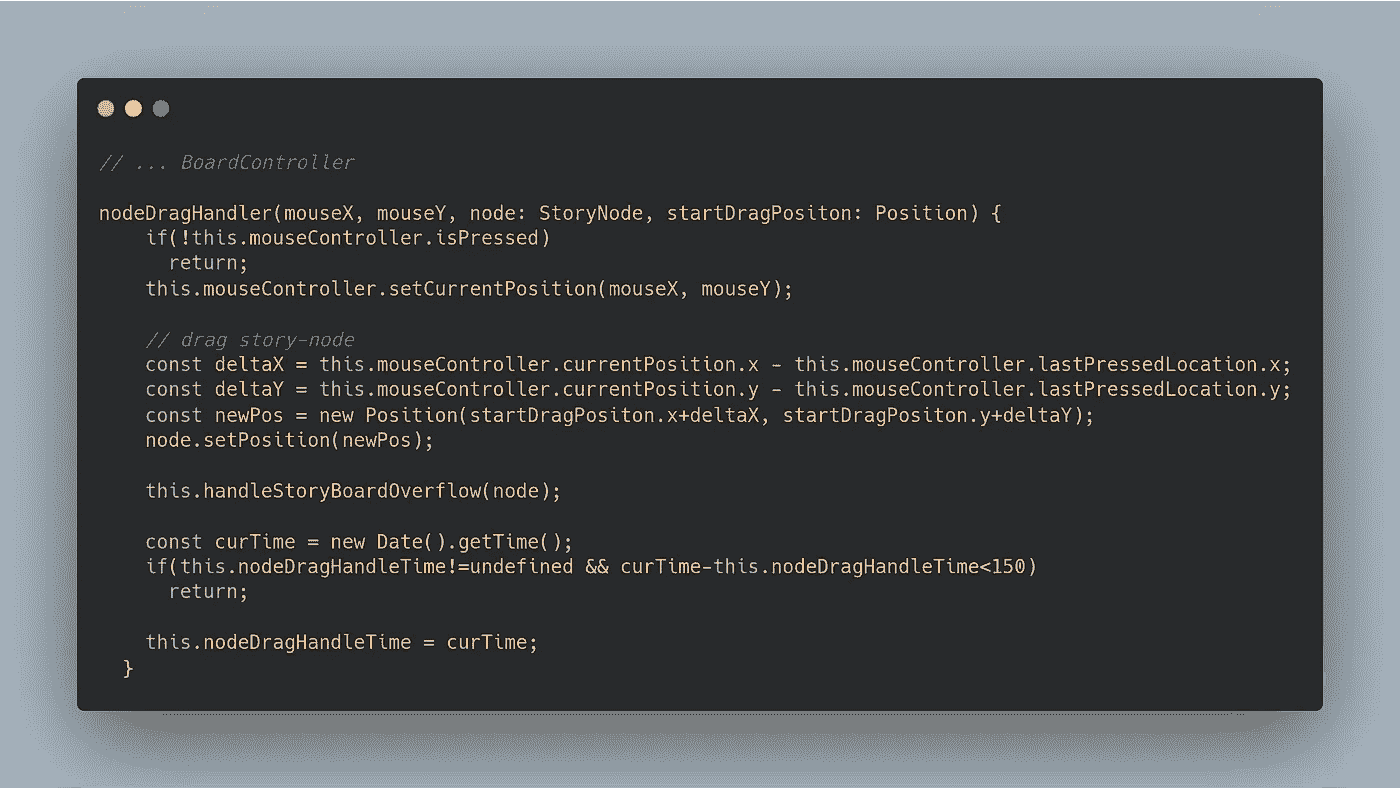 // ... BoardController
nodeDragHandler(mouseX, mouseY, node: StoryNode, startDragPositon: Position) {
if(!this.mouseController.isPressed)
return;
this.mouseController.setCurrentPosition(mouseX, mouseY);
// drag story-node
const deltaX = this.mouseController.currentPosition.x - this.mouseController.lastPressedLocation.x;
const deltaY = this.mouseController.currentPosition.y - this.mouseController.lastPressedLocation.y;
const newPos = new Position(startDragPositon.x+deltaX, startDragPositon.y+deltaY);
node.setPosition(newPos);
this.handleStoryBoardOverflow(node);
const curTime = new Date().getTime();
if(this.nodeDragHandleTime!=undefined && curTime-this.nodeDragHandleTime<150)
return;
this.nodeDragHandleTime = curTime;
}